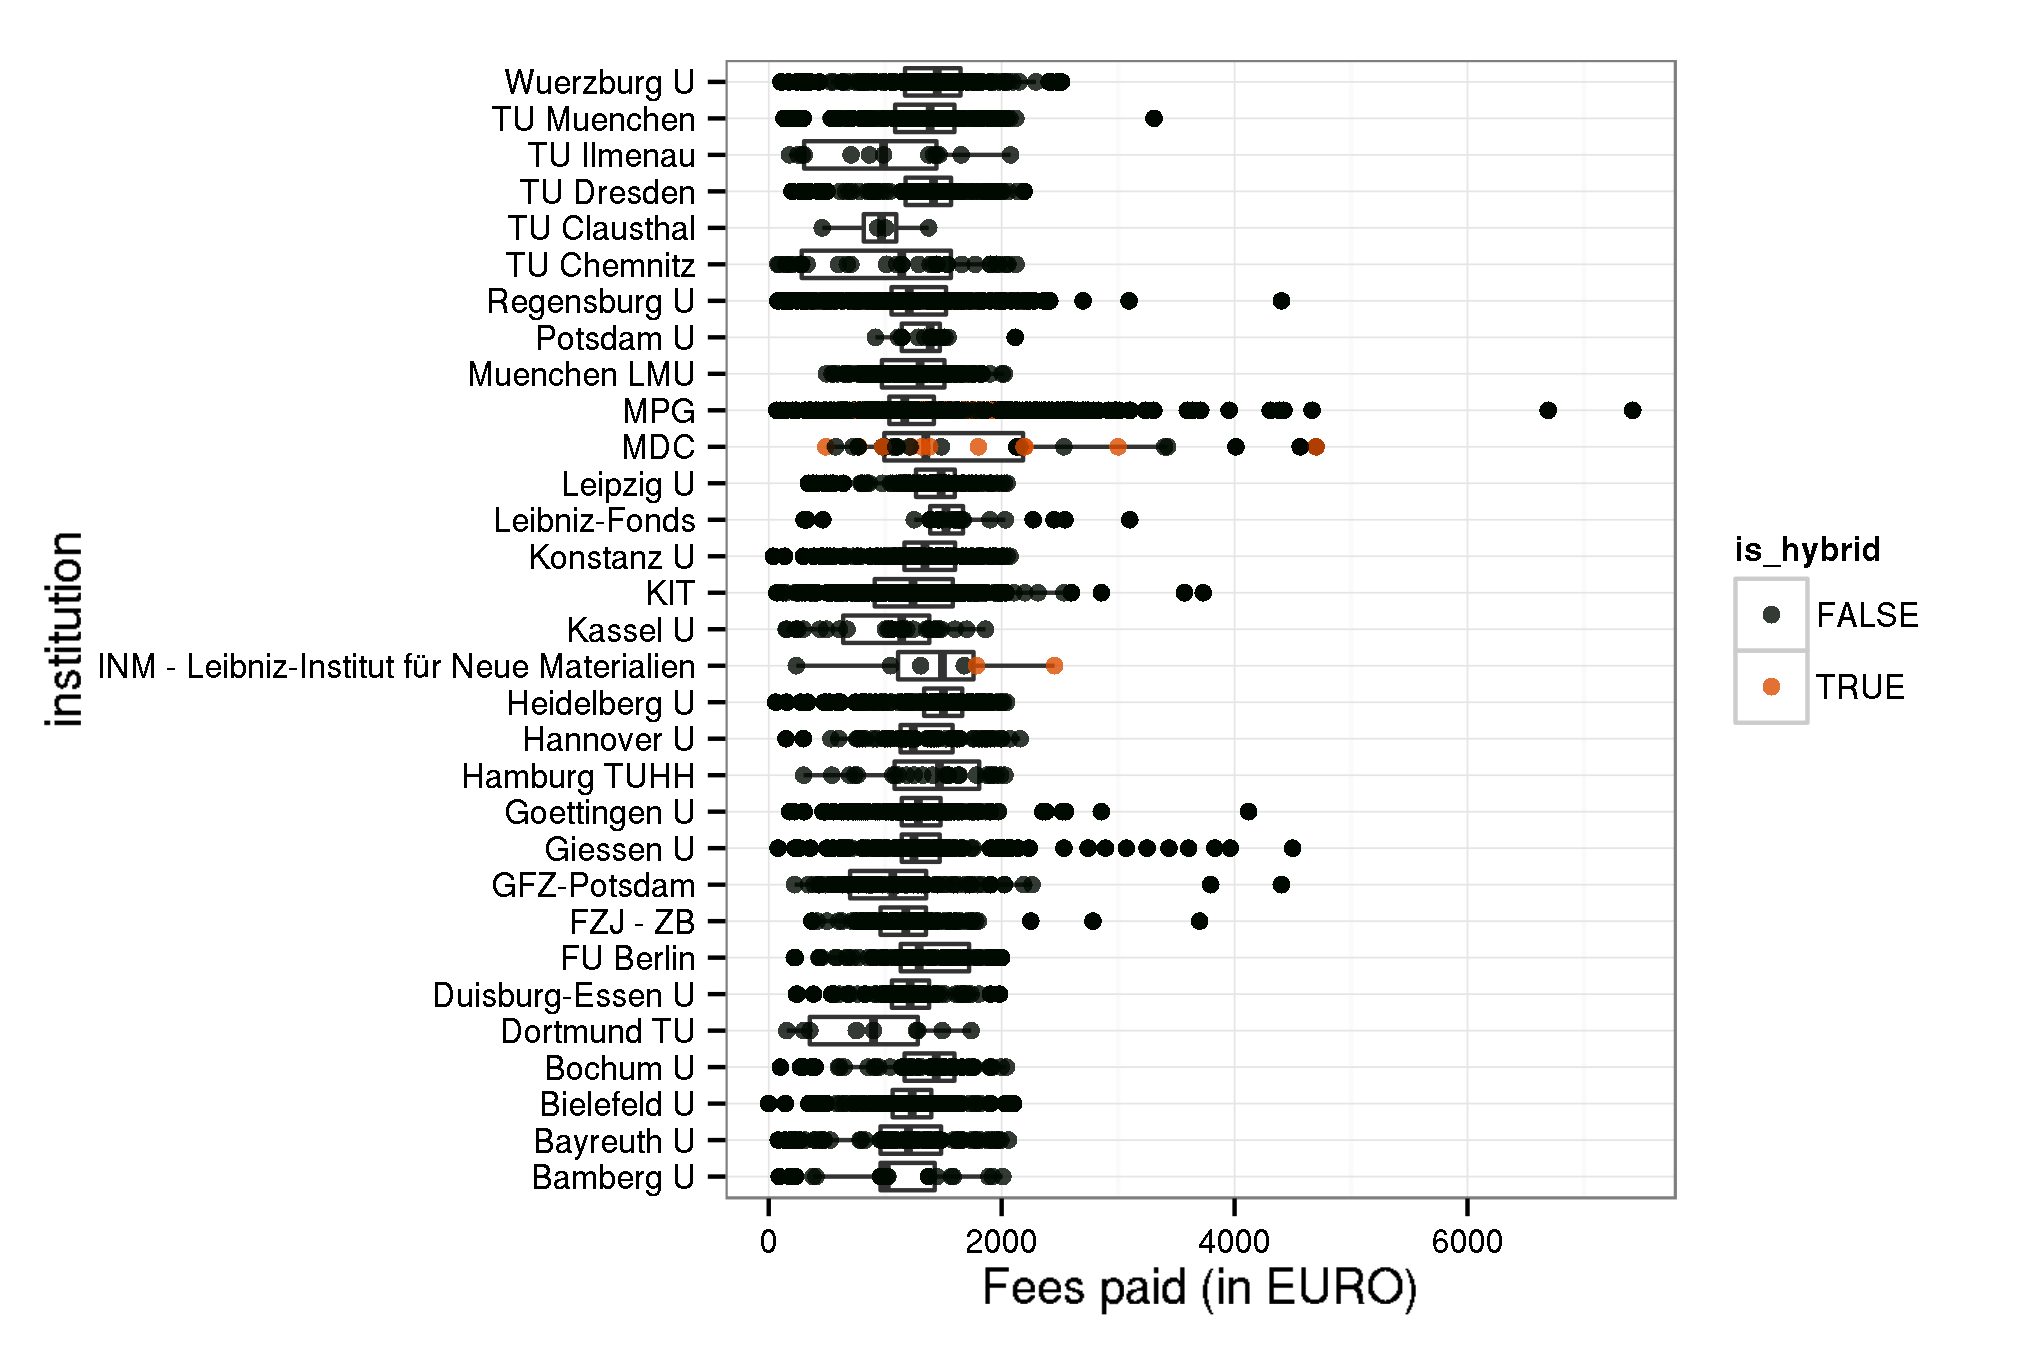 Wuerzburg U
TU Muenchen
TU Ilmenau
TU Dresden
TU Clausthal
TU Chemnitz
Regensburg U
Potsdam U
Muenchen LMU
MPG
MDC
Leipzig U
Leibniz-Fonds
Konstanz U
KIT
Kassel U
INM - Leibniz-Institut für Neue Materialien
Heidelberg U
Hannover U
Hamburg TUHH
Goettingen U
Giessen U
GFZ-Potsdam
FZJ - ZB
FU Berlin
Duisburg-Essen U
Dortmund TU
Bochum U
Bielefeld U
Bayreuth U
Bamberg U
institution
0 2000 4000 6000
Fees paid (in EURO)
is_hybrid
FALSE
TRUE